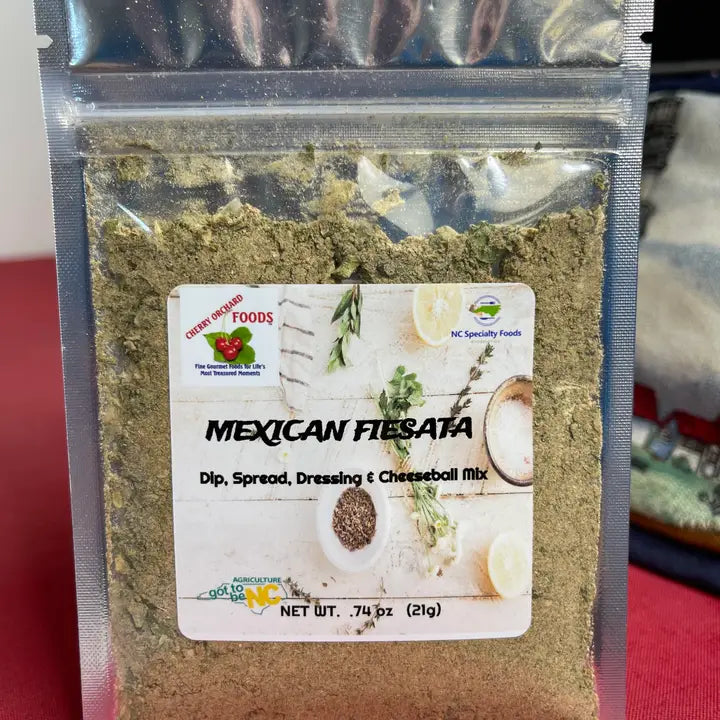 CHERRY ORCHARD
FOODS
Fine Gourmet Foods for Life's
Most Treasured Moments
NC Specialty Foods
MEXICAN FIESATA
Dip, Spread, Dressing & Cheeseball Mix
AGRICULTURE
got to
be NC
NET WT. .74 oz (21g)